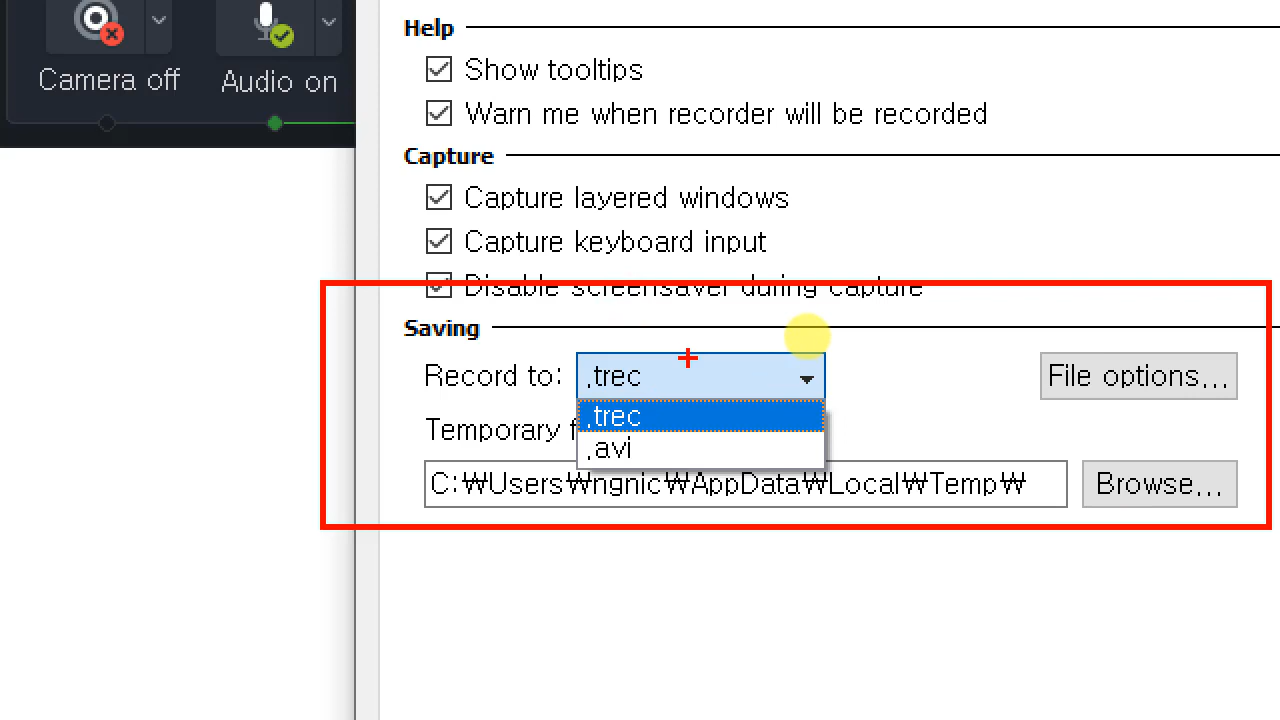 Camera off
Audio on
Help
Show tooltips
Warn me when recorder will be recorded
Capture
Capture layered windows
Capture keyboard input
Disable screensaver during capture
Saving
Record to: .trec
File options...
.trec
Temporary
.avi
C:₩Users₩ngnic₩AppData₩Local₩Temp₩
Browse...